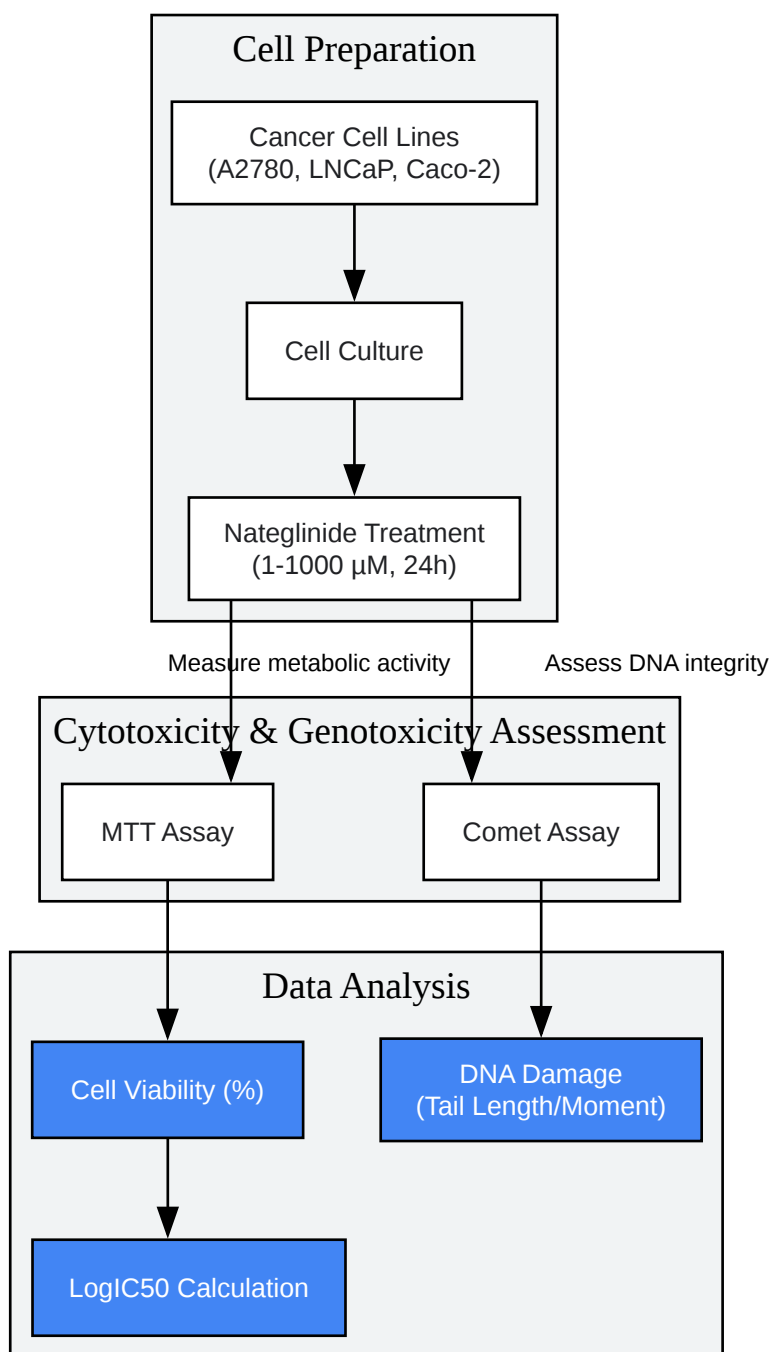 Cell Preparation
Cancer Cell Lines
(A2780, LNCaP, Caco-2)
Cell Culture
Nateglinide Treatment
(1-1000 µM, 24h)
Measure metabolic activity
Assess DNA integrity
Cytotoxicity & Genotoxicity Assessment
MTT Assay
Comet Assay
Data Analysis
Cell Viability (%)
DNA Damage
(Tail Length/Moment)
LogIC50 Calculation